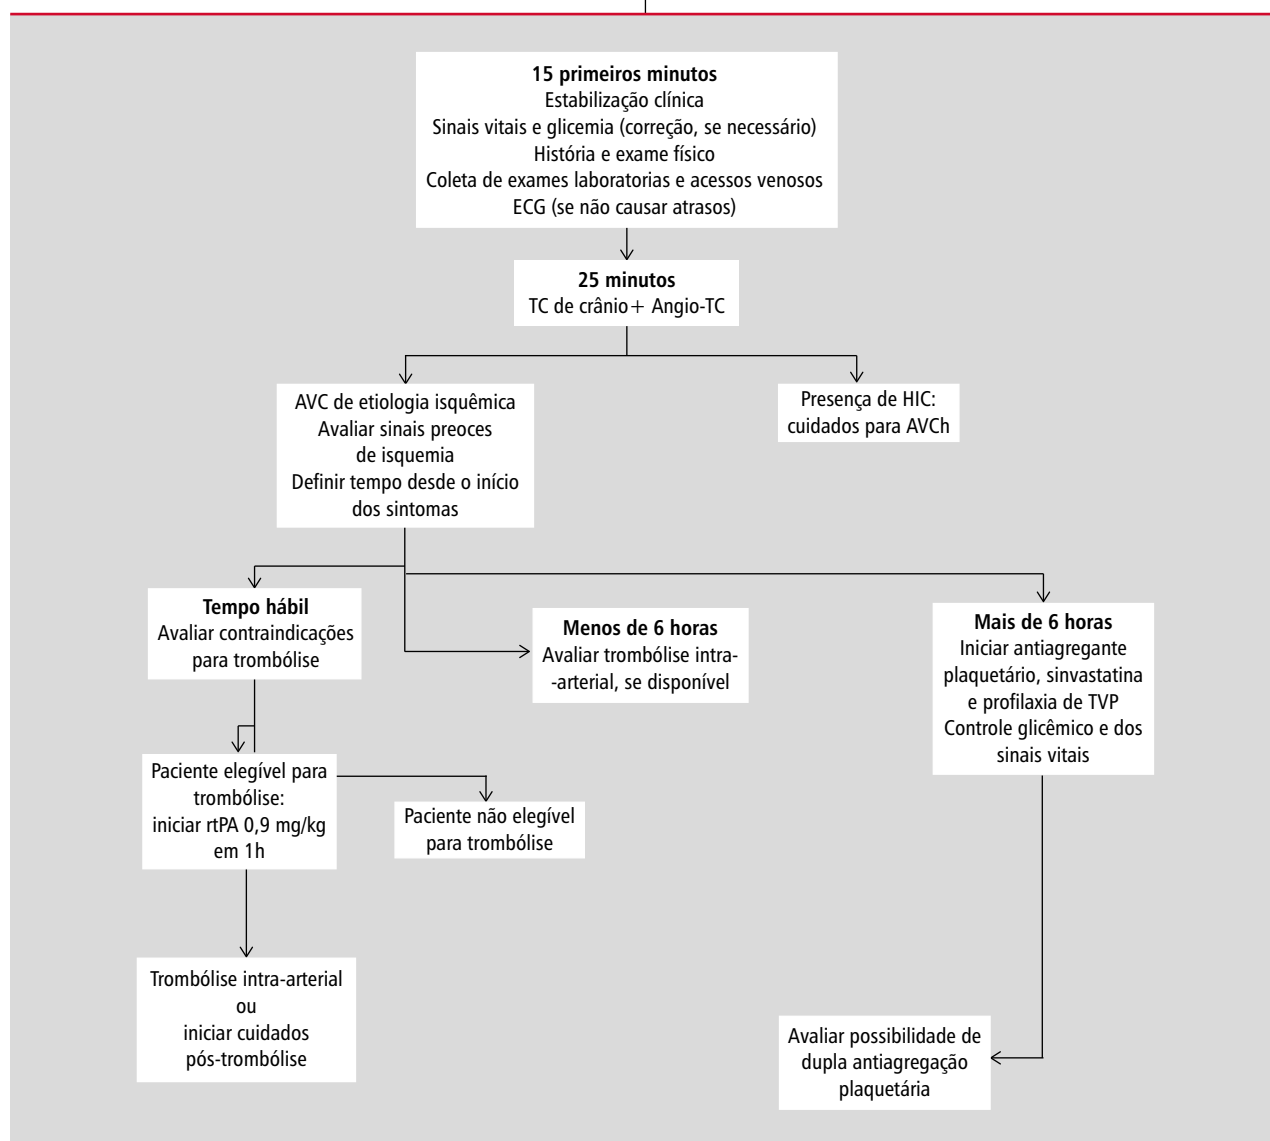 15 primeiros minutos
Estabilização clínica
Sinais vitais e glicemia (correção, se necessário)
História e exame físico
Coleta de exames laboratorias e acessos venosos
ECG (se não causar atrasos)
25 minutos
TC de crânio+ Angio-TC
AVC de etiologia isquêmica
Avaliar sinais preoces
de isquemia
Definir tempo desde o início
dos sintomas
Presença de HIC:
cuidados para AVCh
Tempo hábil
Avaliar contraindicações
para trombólise
Menos de 6 horas
Avaliar trombólise intra-
-arterial, se disponível
Mais de 6 horas
Iniciar antiagregante
plaquetário, sinvastatina
e profilaxia de TVP
Controle glicêmico e dos
sinais vitais
Paciente elegível para
trombólise:
iniciar rtPA 0,9 mg/kg
em 1h
Paciente não elegível
para trombólise
Trombólise intra-arterial
ou
iniciar cuidados
pós-trombólise
Avaliar possibilidade de
dupla antiagregação
plaquetária